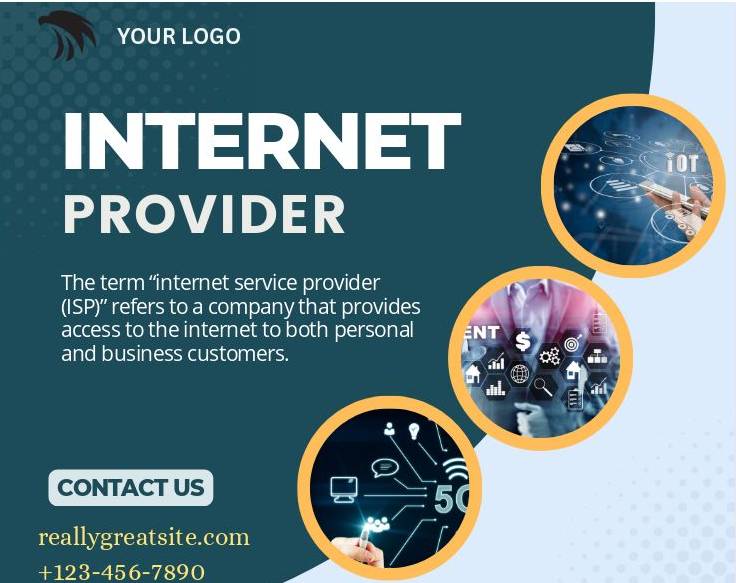 YOUR LOGO
INTERNET
PROVIDER
The term “internet service provider
(ISP)” refers to a company that provides
access to the internet to both personal
and business customers.
iOT
ENT
$
5G
CONTACT US
reallygreatsite.com
+123-456-7890